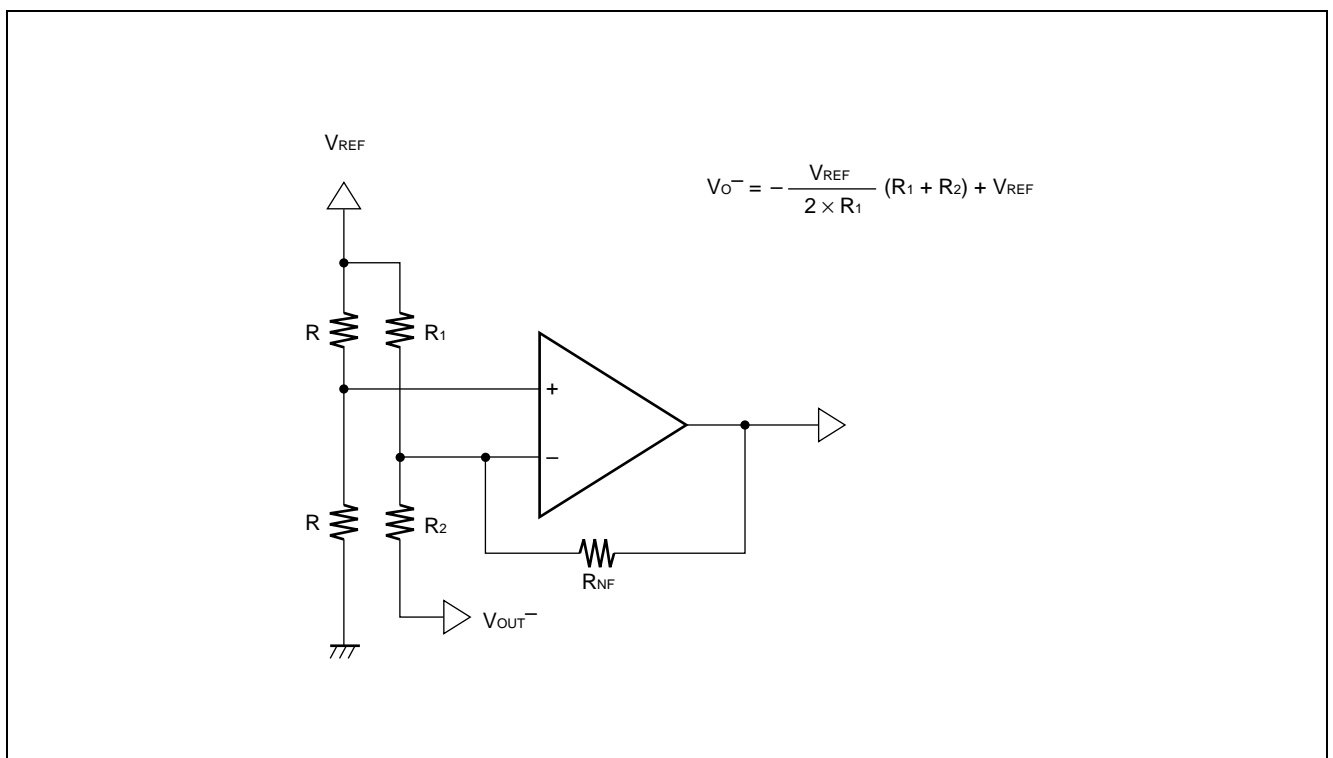 VREF
VO− = − VREF / 2 × R1 (R1 + R2) + VREF
R
R1
+
−
R
R2
RNF
VOUT−